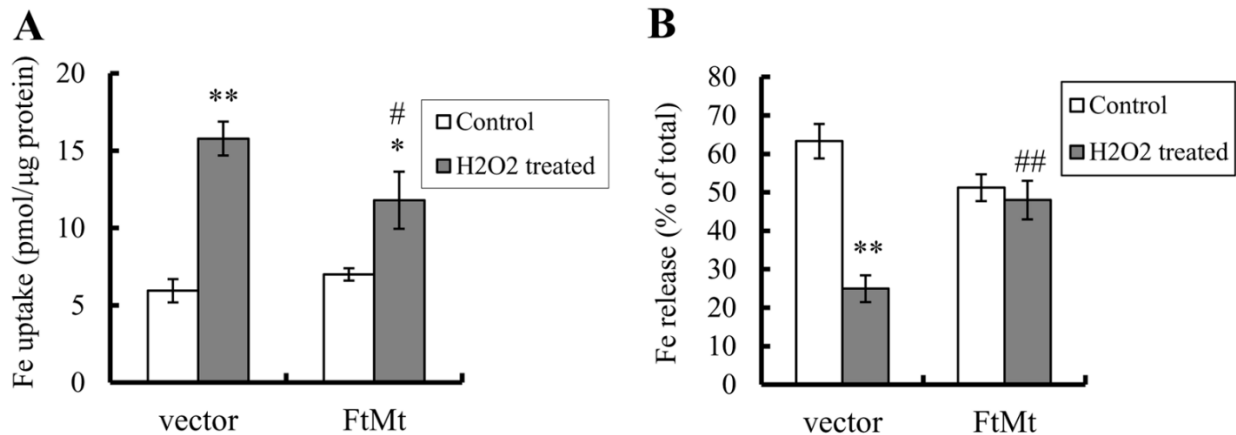 A
Fe uptake (pmol/μg protein)
20
15
10
5
0
**
#
*
Control
H2O2 treated
vector
FtMt
B
Fe release (% of total)
80
70
60
50
40
30
20
10
0
**
##
Control
H2O2 treated
vector
FtMt